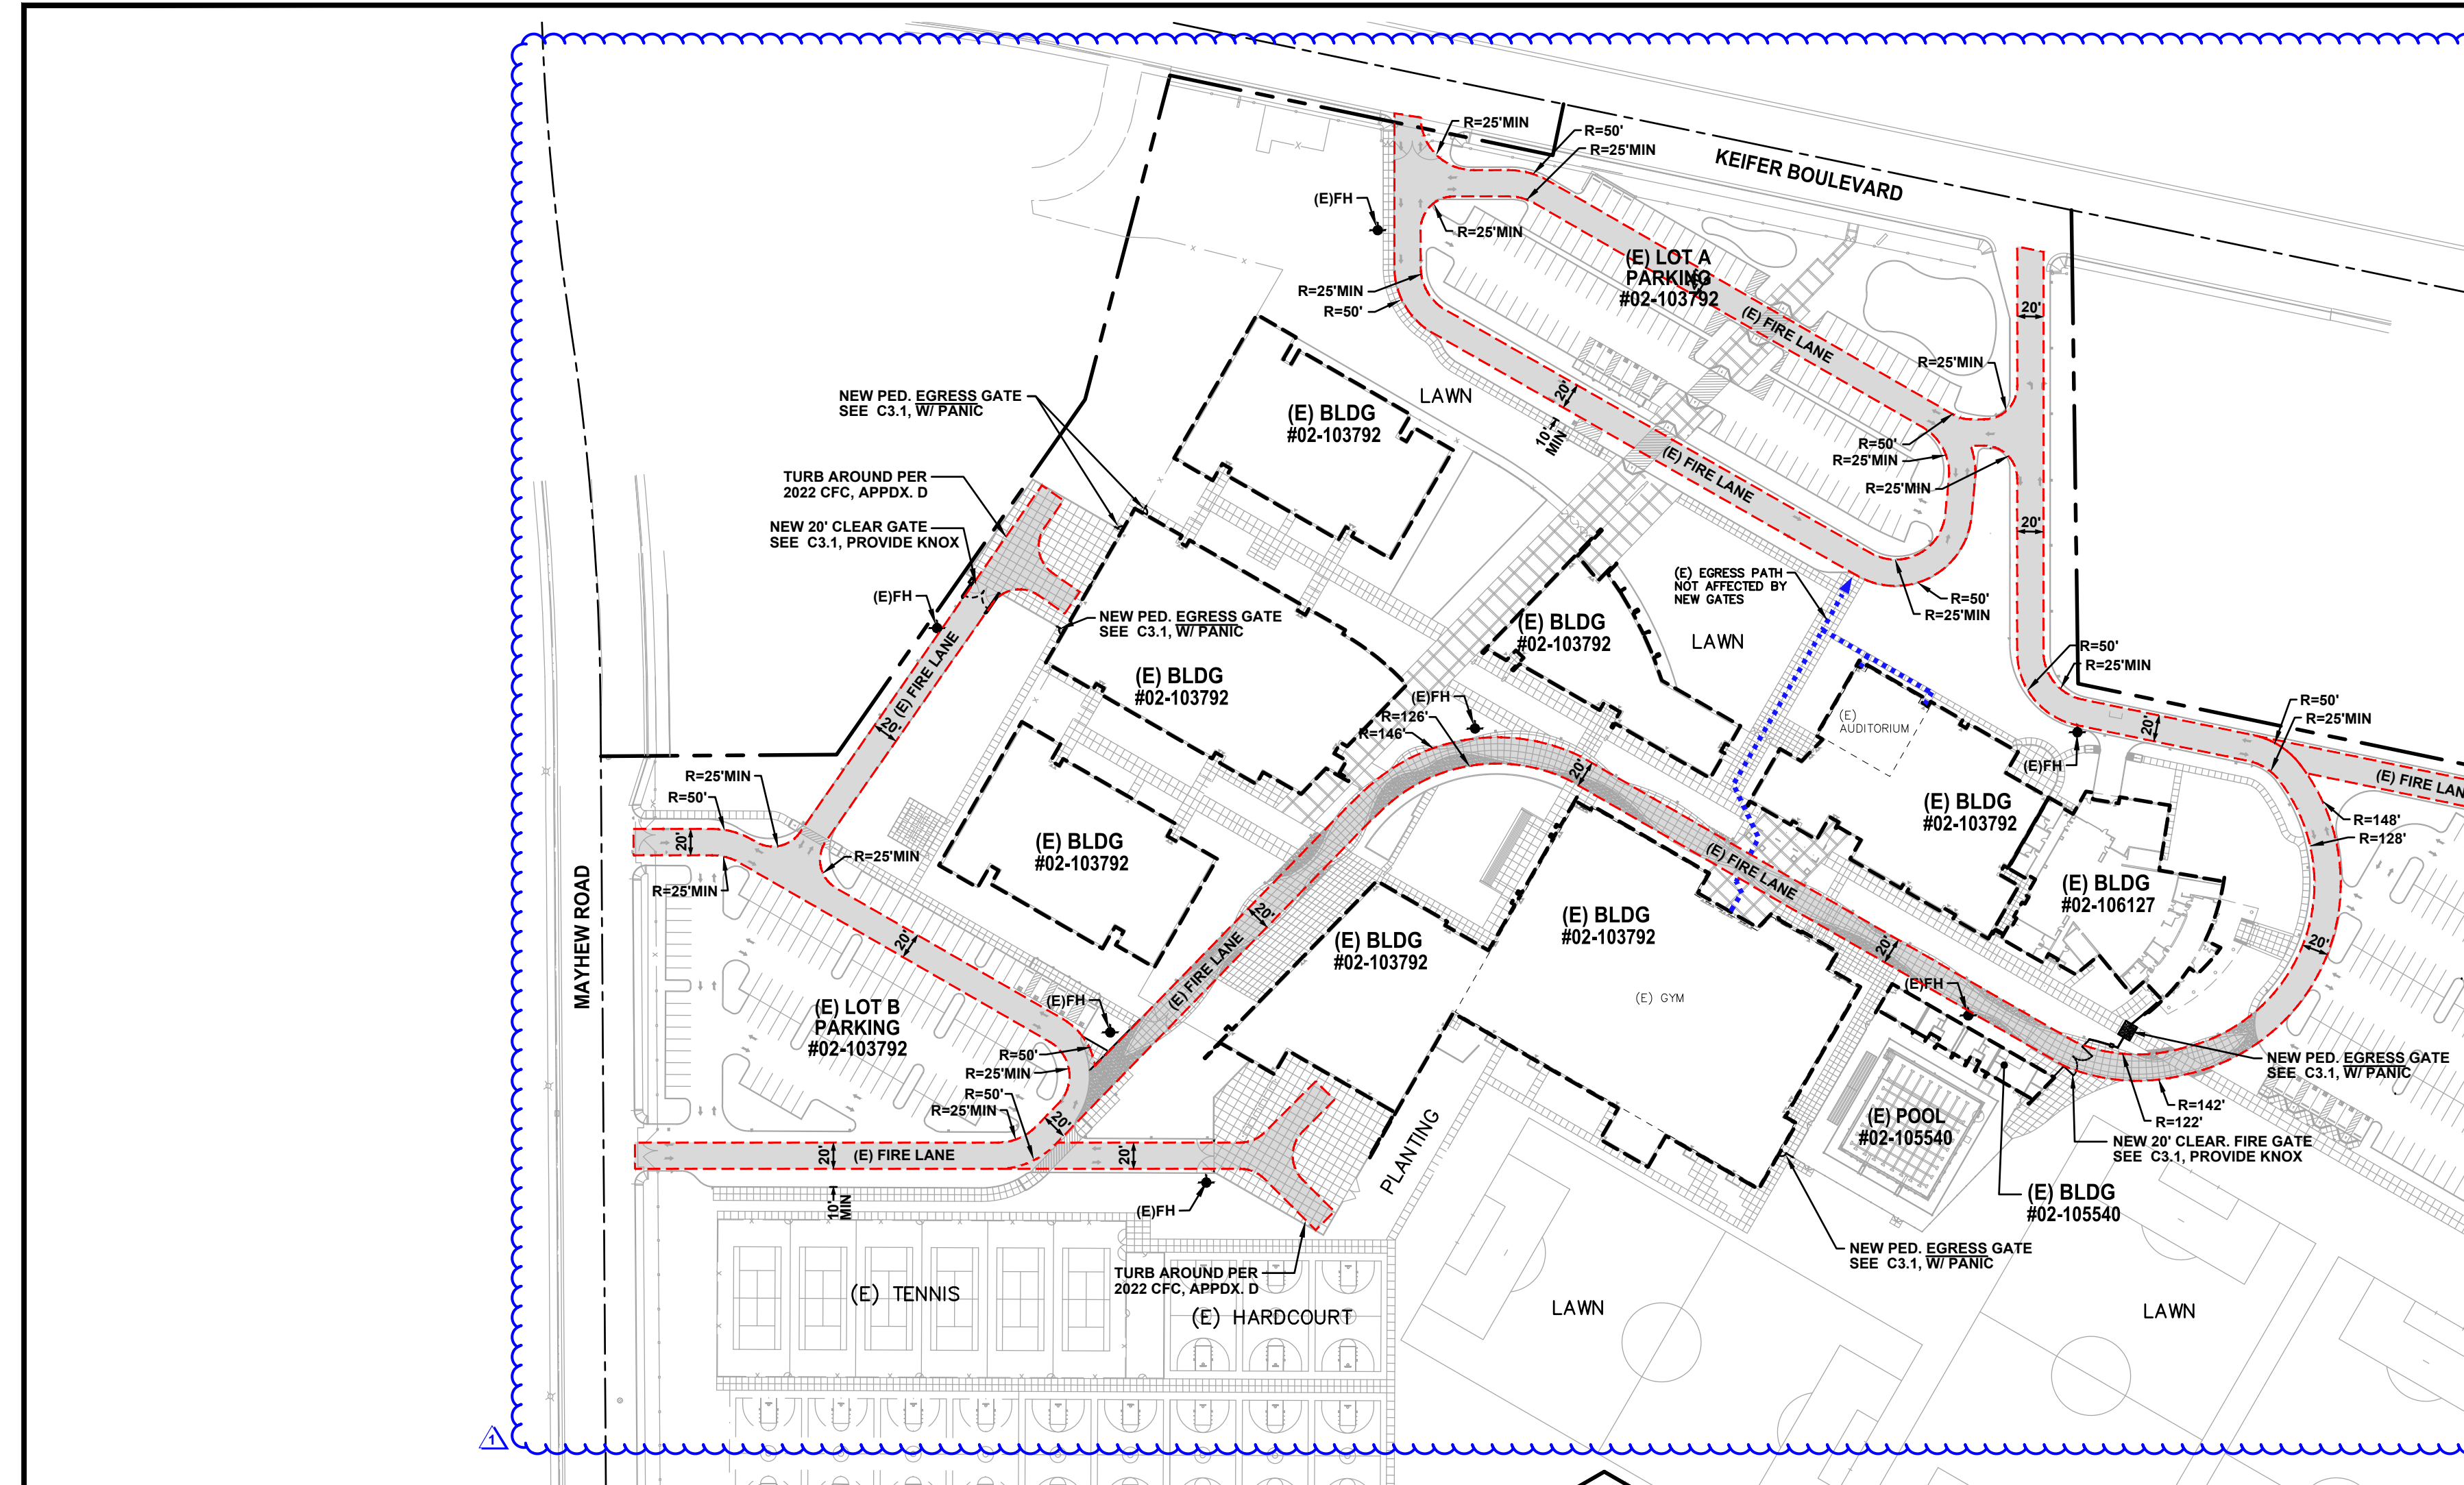 R=25'MIN
R=50'
R=25'MIN
KEIFER BOULEVARD
(E)FH
R=25'MIN
(E) LOT A
PARKING
#02-103792
R=25'MIN
R=50'
20'
(E) FIRE LANE
R=25'MIN
NEW PED. EGRESS GATE
SEE C3.1, W/ PANIC
LAWN
20'
(E) BLDG
#02-103792
10'
MIN
R=50'
R=25'MIN
(E) FIRE LANE
R=25'MIN
TURB AROUND PER
2022 CFC, APPDX. D
NEW 20' CLEAR GATE
SEE C3.1, PROVIDE KNOX
20'
(E) EGRESS PATH
NOT AFFECTED BY
NEW GATES
(E)FH
R=50'
R=25'MIN
NEW PED. EGRESS GATE
SEE C3.1, W/ PANIC
(E) BLDG
#02-103792
LAWN
(E) FIRE LANE
20'
(E) BLDG
#02-103792
R=50'
R=25'MIN
(E)FH
R=126'
R=146'
(E)
AUDITORIUM
R=50'
R=25'MIN
20'
(E)FH
R=25'MIN
R=50'
20'
(E) FIRE LAN
(E) BLDG
#02-103792
R=148'
R=128'
20'
R=25'MIN
R=25'MIN
(E) BLDG
#02-103792
(E) FIRE LANE
(E) BLDG
#02-106127
MAYHEW ROAD
20'
20'
(E) FIRE LANE
(E) BLDG
#02-103792
(E) BLDG
#02-103792
20'
20'
(E) GYM
(E)FH
(E)FH
(E) LOT B
PARKING
#02-103792
R=50'
R=25'MIN
R=50'
R=25'MIN
20'
NEW PED. EGRESS GATE
SEE C3.1, W/ PANIC
R=142'
R=122'
(E) POOL
#02-105540
NEW 20' CLEAR. FIRE GATE
SEE C3.1, PROVIDE KNOX
PLANTING
20'
(E) FIRE LANE
20'
10'
MIN
(E)FH
(E) BLDG
#02-105540
NEW PED. EGRESS GATE
SEE C3.1, W/ PANIC
TURB AROUND PER
2022 CFC, APPDX. D
(E) TENNIS
(E) HARDCOURT
LAWN
LAWN
1